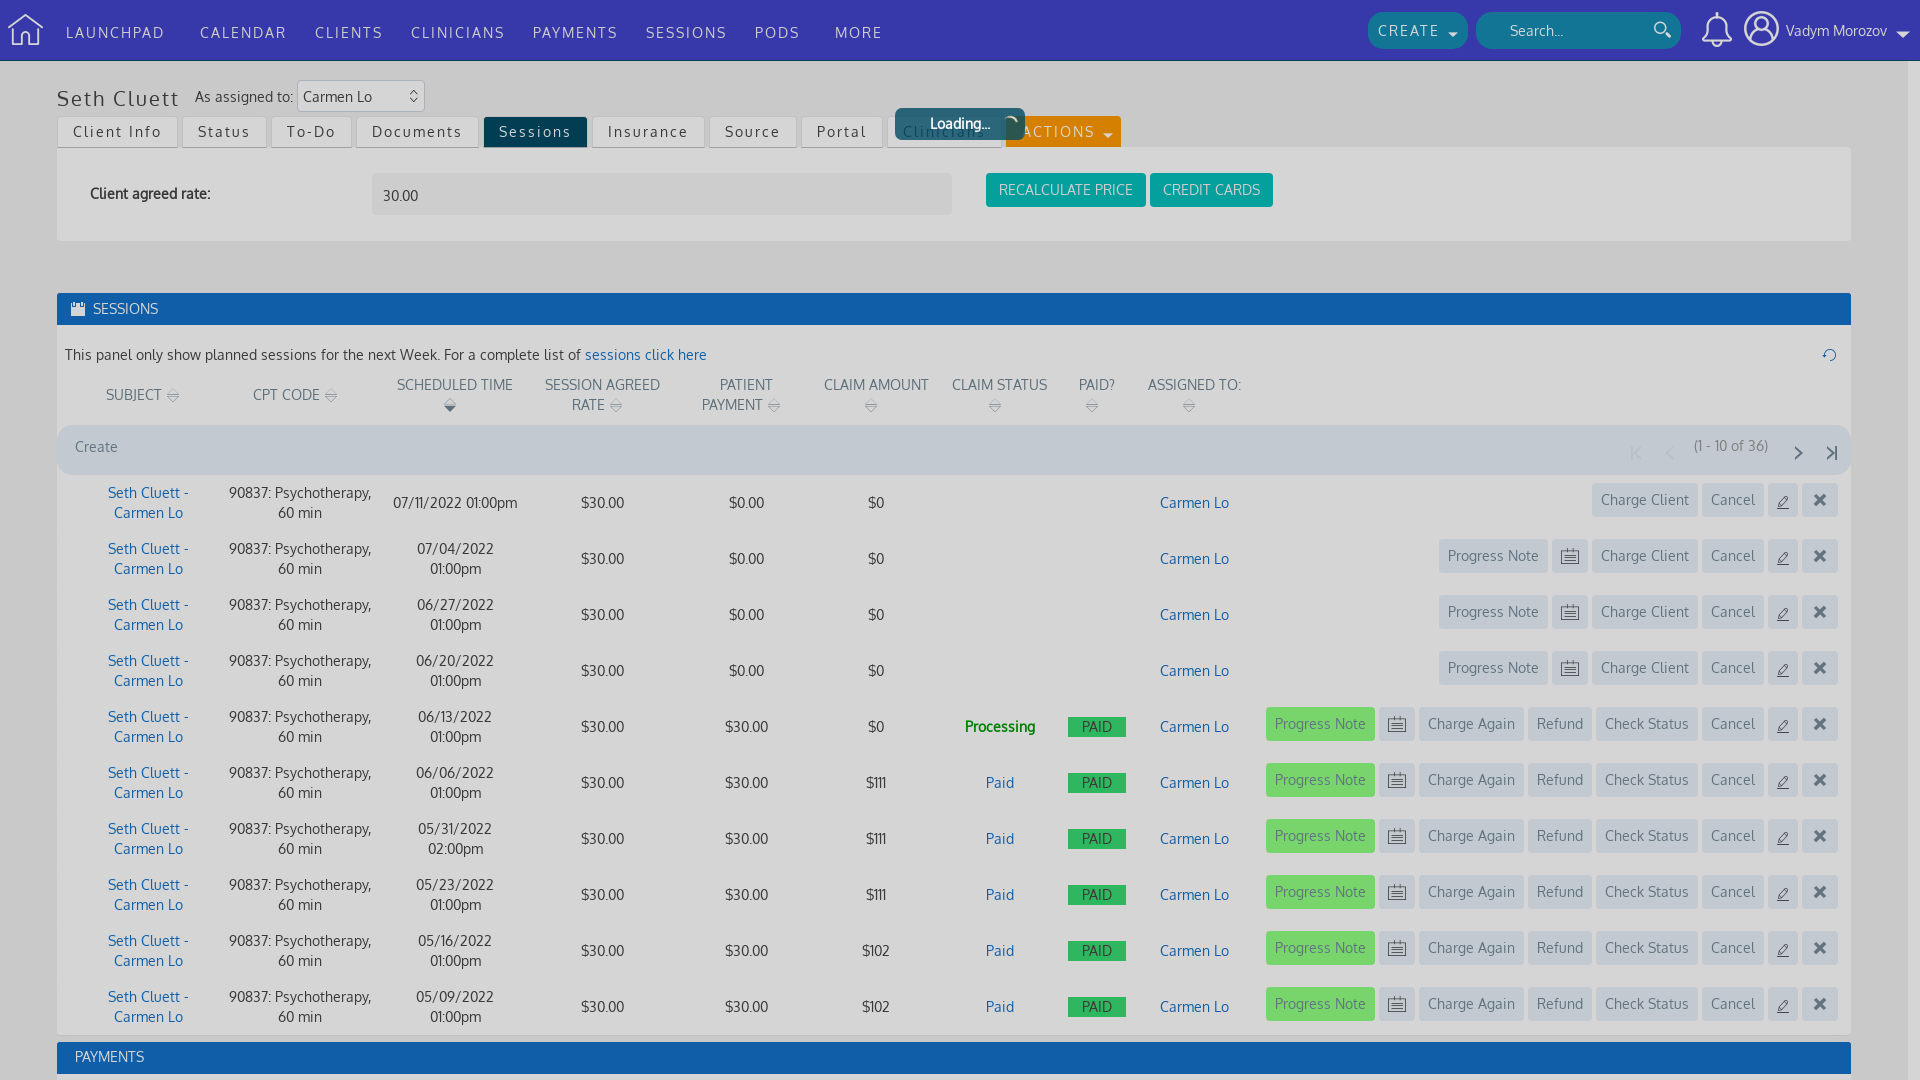 LAUNCHPAD CALENDAR CLIENTS CLINICIANS PAYMENTS SESSIONS PODS MORE CREATE Search... Vadym Morozov
Seth Cluett As assigned to: Carmen Lo
Client Info Status To-Do Documents Sessions Insurance Source Portal Clinicians ACTIONS
Loading...
Client agreed rate: 30.00 RECALCULATE PRICE CREDIT CARDS
SESSIONS
This panel only show planned sessions for the next Week. For a complete list of sessions click here
SUBJECT CPT CODE SCHEDULED TIME SESSION AGREED RATE PATIENT PAYMENT CLAIM AMOUNT CLAIM STATUS PAID? ASSIGNED TO:
Create (1 - 10 of 36)
Seth Cluett - Carmen Lo 90837: Psychotherapy, 60 min 07/11/2022 01:00pm $30.00 $0.00 $0 Carmen Lo Charge Client Cancel
Seth Cluett - Carmen Lo 90837: Psychotherapy, 60 min 07/04/2022 01:00pm $30.00 $0.00 $0 Carmen Lo Progress Note Charge Client Cancel
Seth Cluett - Carmen Lo 90837: Psychotherapy, 60 min 06/27/2022 01:00pm $30.00 $0.00 $0 Carmen Lo Progress Note Charge Client Cancel
Seth Cluett - Carmen Lo 90837: Psychotherapy, 60 min 06/20/2022 01:00pm $30.00 $0.00 $0 Carmen Lo Progress Note Charge Client Cancel
Seth Cluett - Carmen Lo 90837: Psychotherapy, 60 min 06/13/2022 01:00pm $30.00 $30.00 $0 Processing PAID Carmen Lo Progress Note Charge Again Refund Check Status Cancel
Seth Cluett - Carmen Lo 90837: Psychotherapy, 60 min 06/06/2022 01:00pm $30.00 $30.00 $111 Paid PAID Carmen Lo Progress Note Charge Again Refund Check Status Cancel
Seth Cluett - Carmen Lo 90837: Psychotherapy, 60 min 05/31/2022 02:00pm $30.00 $30.00 $111 Paid PAID Carmen Lo Progress Note Charge Again Refund Check Status Cancel
Seth Cluett - Carmen Lo 90837: Psychotherapy, 60 min 05/23/2022 01:00pm $30.00 $30.00 $111 Paid PAID Carmen Lo Progress Note Charge Again Refund Check Status Cancel
Seth Cluett - Carmen Lo 90837: Psychotherapy, 60 min 05/16/2022 01:00pm $30.00 $30.00 $102 Paid PAID Carmen Lo Progress Note Charge Again Refund Check Status Cancel
Seth Cluett - Carmen Lo 90837: Psychotherapy, 60 min 05/09/2022 01:00pm $30.00 $30.00 $102 Paid PAID Carmen Lo Progress Note Charge Again Refund Check Status Cancel
PAYMENTS